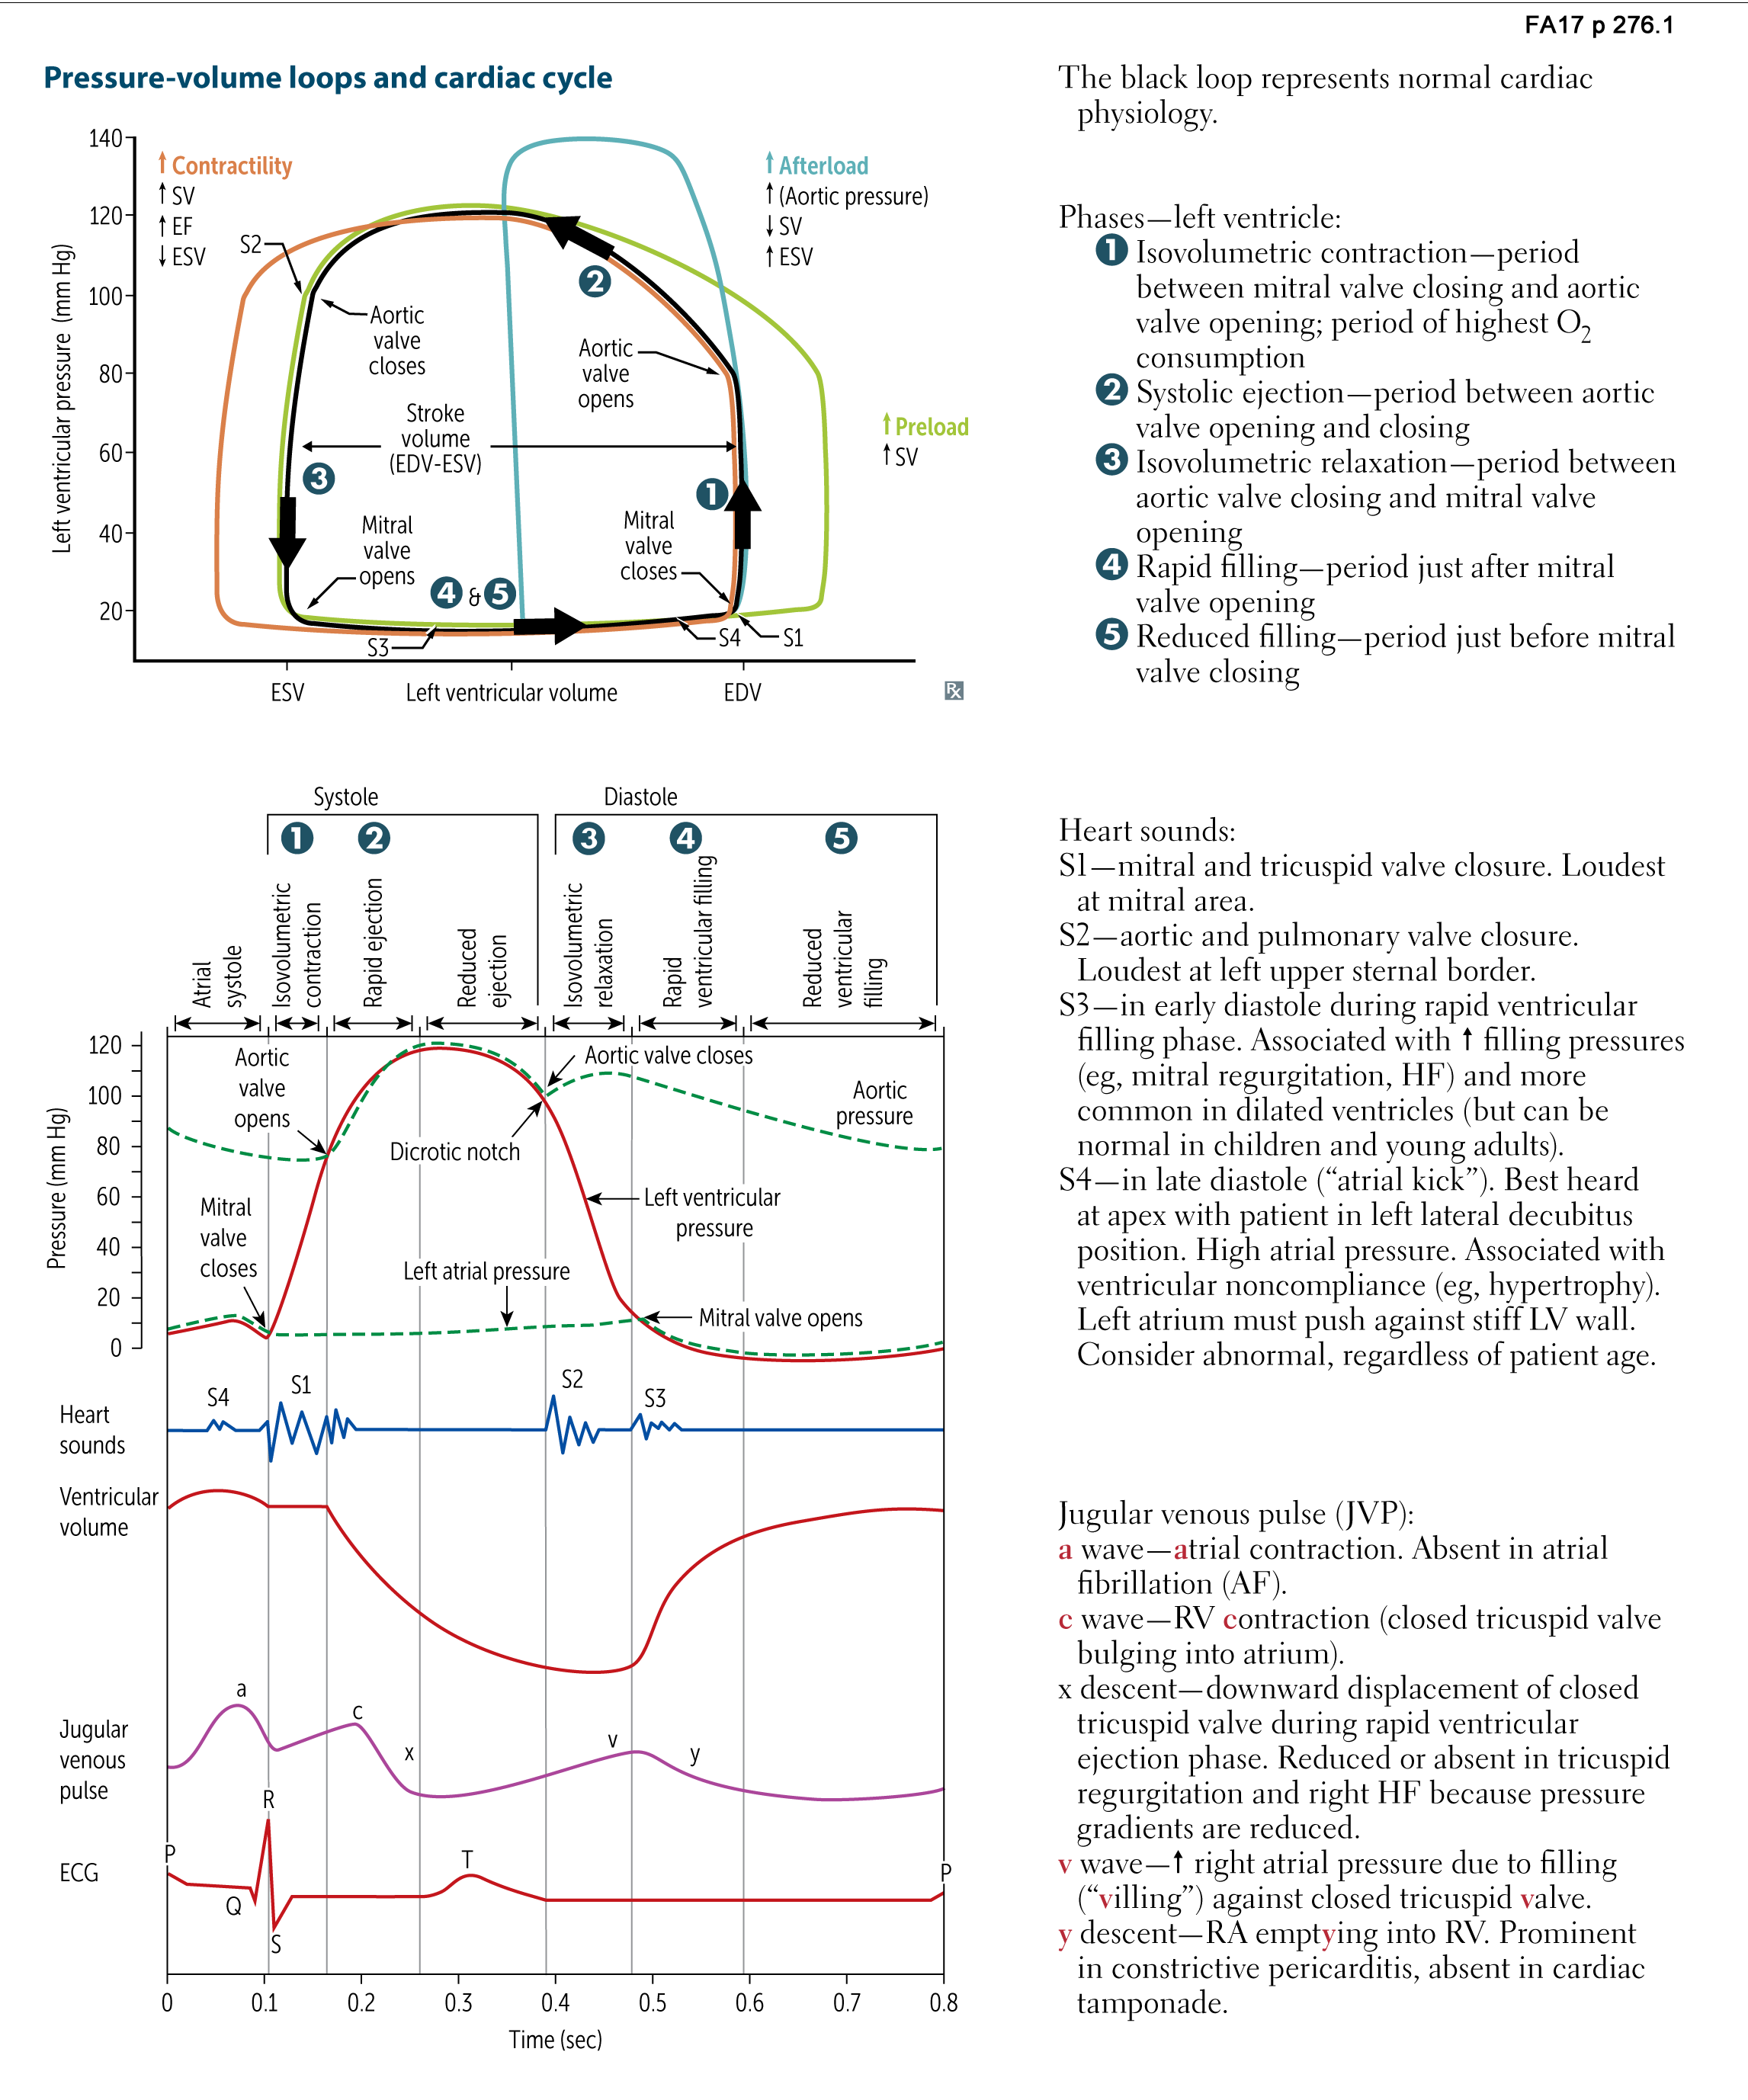 FA17 p 276.1
Pressure-volume loops and cardiac cycle
140
120
100
80
60
40
20
Left ventricular pressure (mm Hg)
↑ Contractility
↑ SV
↑ EF
↓ ESV
S2
Aortic
valve
closes
↑ Afterload
↑ (Aortic pressure)
↓ SV
↑ ESV
2
Aortic
valve
opens
Stroke
volume
(EDV-ESV)
↑ Preload
↑ SV
3
1
Mitral
valve
opens
4 & 5
Mitral
valve
closes
S3
S4
S1
ESV
Left ventricular volume
EDV
Rx
The black loop represents normal cardiac
physiology.
Phases—left ventricle:
1 Isovolumetric contraction—period
between mitral valve closing and aortic
valve opening; period of highest O2
consumption
2 Systolic ejection—period between aortic
valve opening and closing
3 Isovolumetric relaxation—period between
aortic valve closing and mitral valve
opening
4 Rapid filling—period just after mitral
valve opening
5 Reduced filling—period just before mitral
valve closing
Systole
Diastole
1
2
3
4
5
Atrial
systole
Isovolumetric
contraction
Rapid ejection
Reduced
ejection
Isovolumetric
relaxation
Rapid
ventricular filling
Reduced
ventricular
filling
Pressure (mm Hg)
120
100
80
60
40
20
0
Aortic
valve
opens
Aortic valve closes
Dicrotic notch
Aortic
pressure
Mitral
valve
closes
Left ventricular
pressure
Left atrial pressure
Mitral valve opens
Heart
sounds
S4
S1
S2
S3
Ventricular
volume
Jugular
venous
pulse
a
c
x
v
y
ECG
P
Q
R
S
T
P
0
0.1
0.2
0.3
0.4
0.5
0.6
0.7
0.8
Time (sec)
Heart sounds:
S1—mitral and tricuspid valve closure. Loudest
at mitral area.
S2—aortic and pulmonary valve closure.
Loudest at left upper sternal border.
S3—in early diastole during rapid ventricular
filling phase. Associated with ↑ filling pressures
(eg, mitral regurgitation, HF) and more
common in dilated ventricles (but can be
normal in children and young adults).
S4—in late diastole (“atrial kick”). Best heard
at apex with patient in left lateral decubitus
position. High atrial pressure. Associated with
ventricular noncompliance (eg, hypertrophy).
Left atrium must push against stiff LV wall.
Consider abnormal, regardless of patient age.
Jugular venous pulse (JVP):
a wave—atrial contraction. Absent in atrial
fibrillation (AF).
c wave—RV contraction (closed tricuspid valve
bulging into atrium).
x descent—downward displacement of closed
tricuspid valve during rapid ventricular
ejection phase. Reduced or absent in tricuspid
regurgitation and right HF because pressure
gradients are reduced.
v wave—↑ right atrial pressure due to filling
(“villing”) against closed tricuspid valve.
y descent—RA emptying into RV. Prominent
in constrictive pericarditis, absent in cardiac
tamponade.